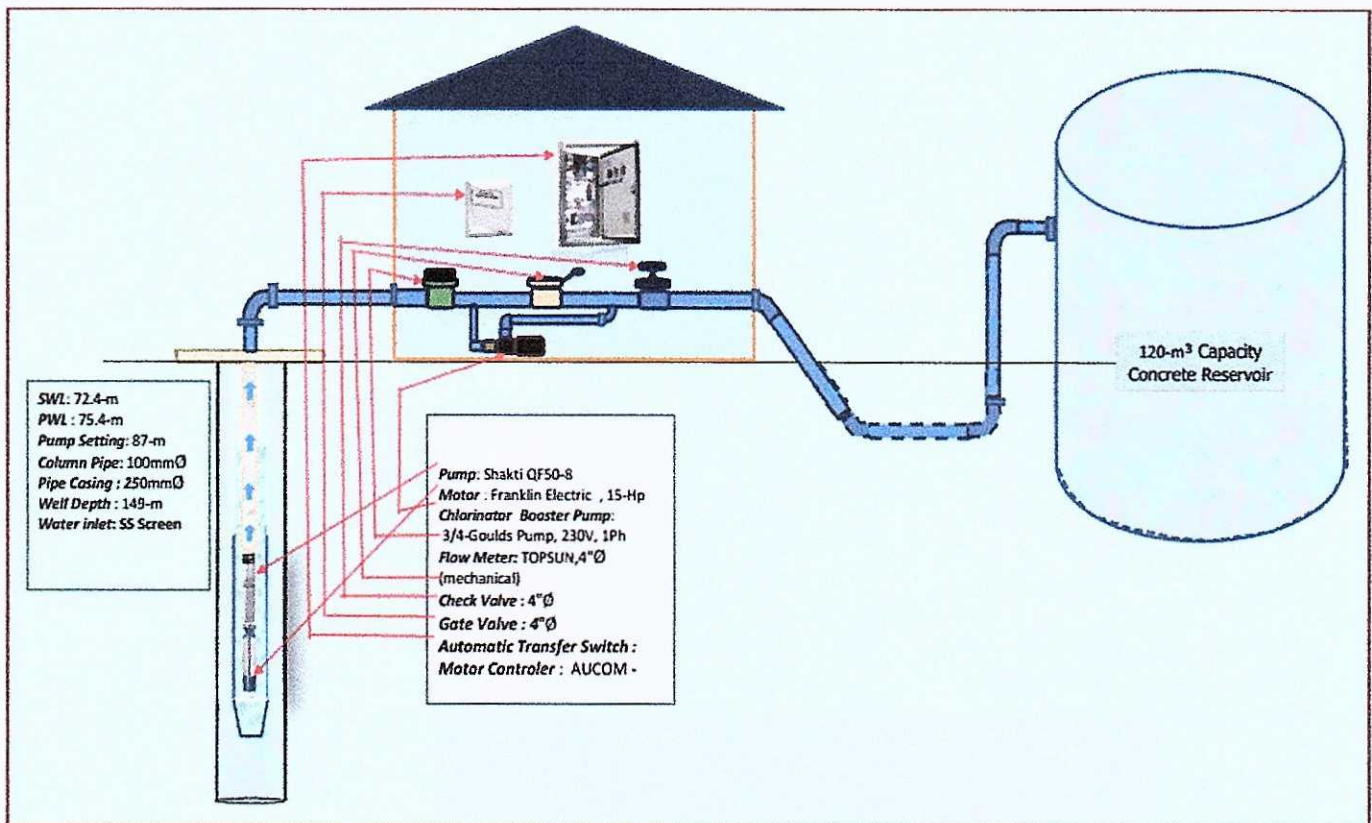 SWL: 72.4-m
PWL : 75.4-m
Pump Setting: 87-m
Column Pipe: 100mmØ
Pipe Casing : 250mmØ
Well Depth : 149-m
Water inlet: SS Screen
Pump: Shakti QF50-8
Motor : Franklin Electric , 15-Hp
Chlorinator Booster Pump:
3/4-Goulds Pump, 230V, 1Ph
Flow Meter: TOPSUN,4"Ø
(mechanical)
Check Valve : 4"Ø
Gate Valve : 4"Ø
Automatic Transfer Switch :
Motor Controler : AUCOM -
120-m³ Capacity
Concrete Reservoir